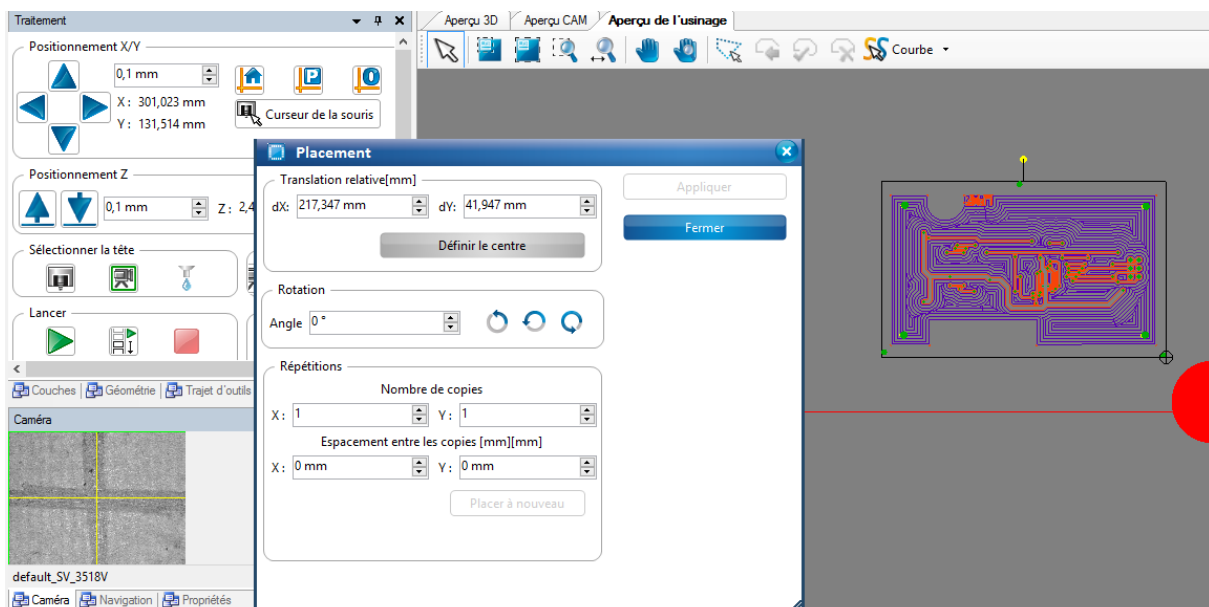 Traitement
Aperçu 3D Aperçu CAM Aperçu de l'usinage
Courbe
Positionnement X/Y
0,1 mm
X: 301,023 mm
Y: 131,514 mm
P
O
Curseur de la souris
Positionnement Z
0,1 mm
Z: 2,4
Sélectionner la tête
Lancer
Couches Géométrie Trajet d'outils
Caméra
default_SV_3518V
Caméra Navigation Propriétés
Placement
Translation relative[mm]
dX: 217,347 mm dY: 41,947 mm
Définir le centre
Appliquer
Fermer
Rotation
Angle 0 °
Répétitions
Nombre de copies
X: 1 Y: 1
Espacement entre les copies [mm][mm]
X: 0 mm Y: 0 mm
Placer à nouveau